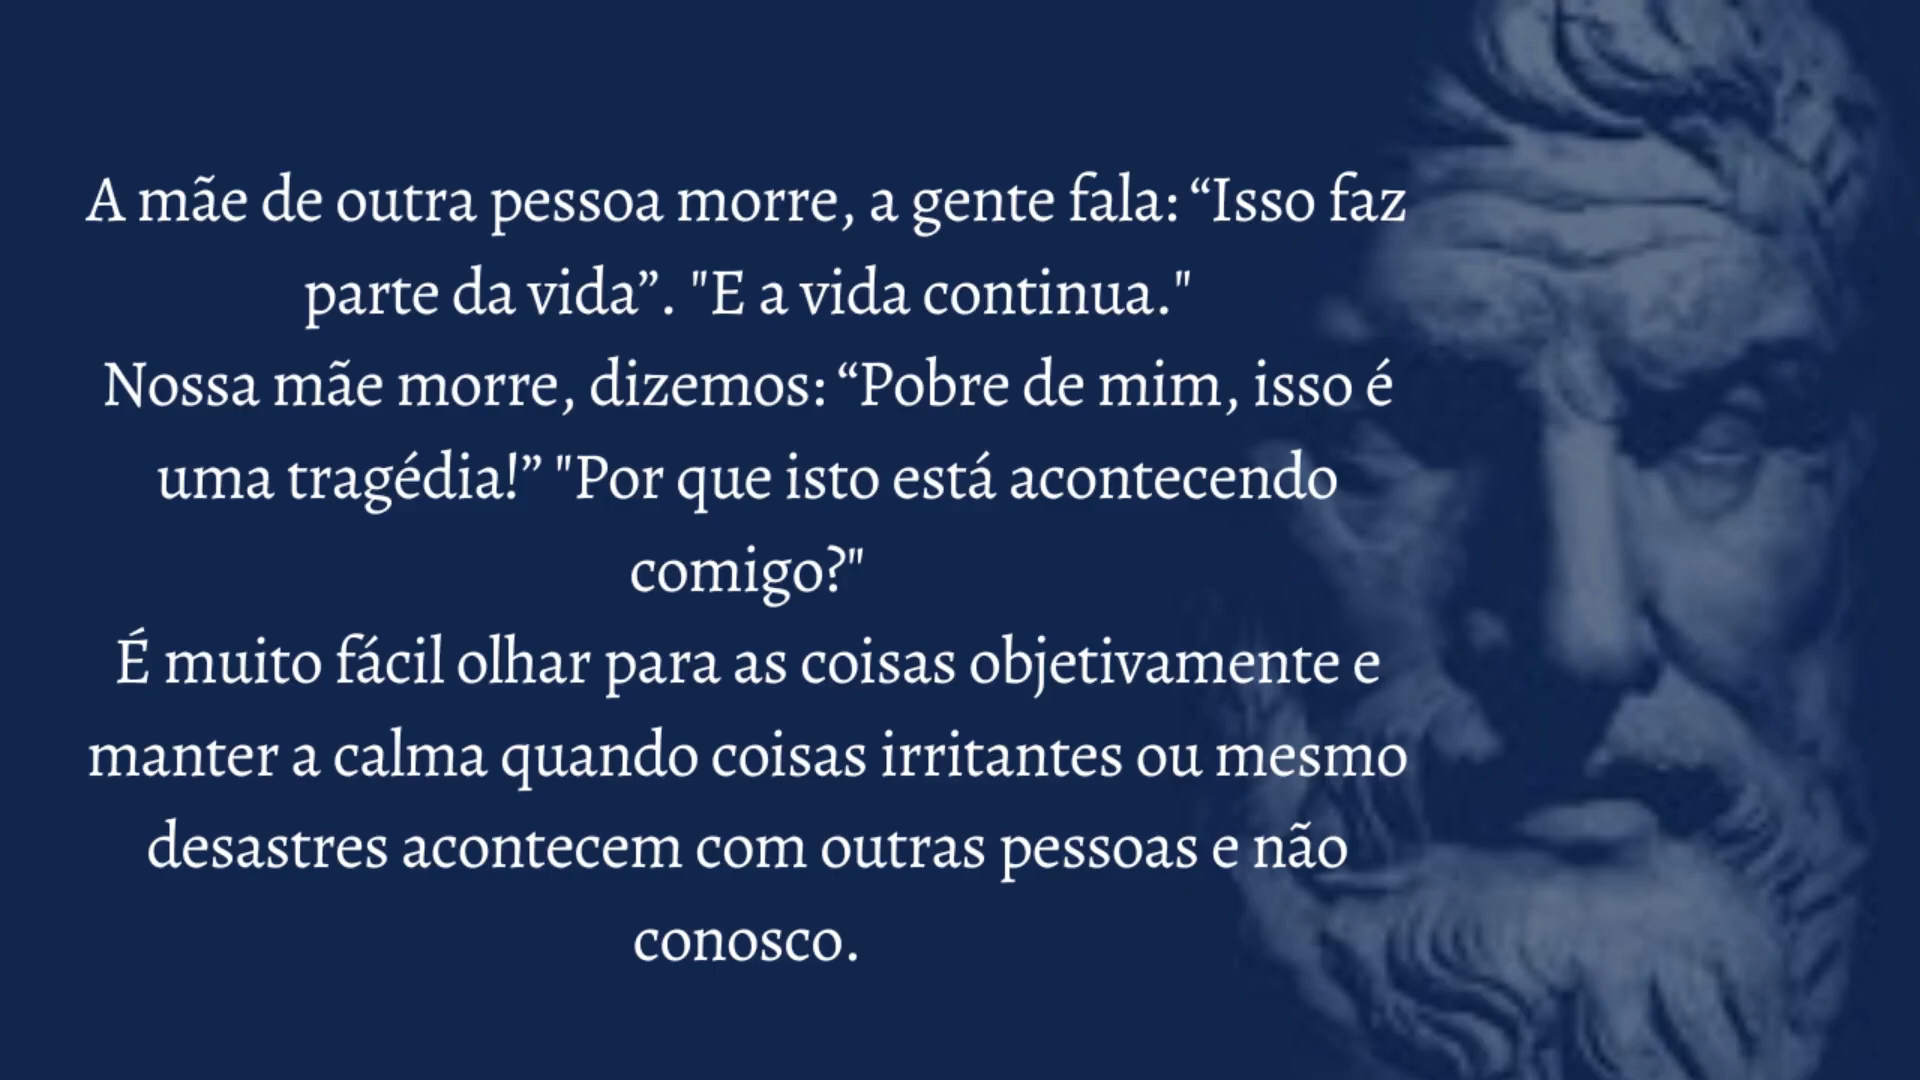 A mãe de outra pessoa morre, a gente fala: “Isso faz
parte da vida”. "E a vida continua."
Nossa mãe morre, dizemos: “Pobre de mim, isso é
uma tragédia!” "Por que isto está acontecendo
comigo?"
É muito fácil olhar para as coisas objetivamente e
manter a calma quando coisas irritantes ou mesmo
desastres acontecem com outras pessoas e não
conosco.